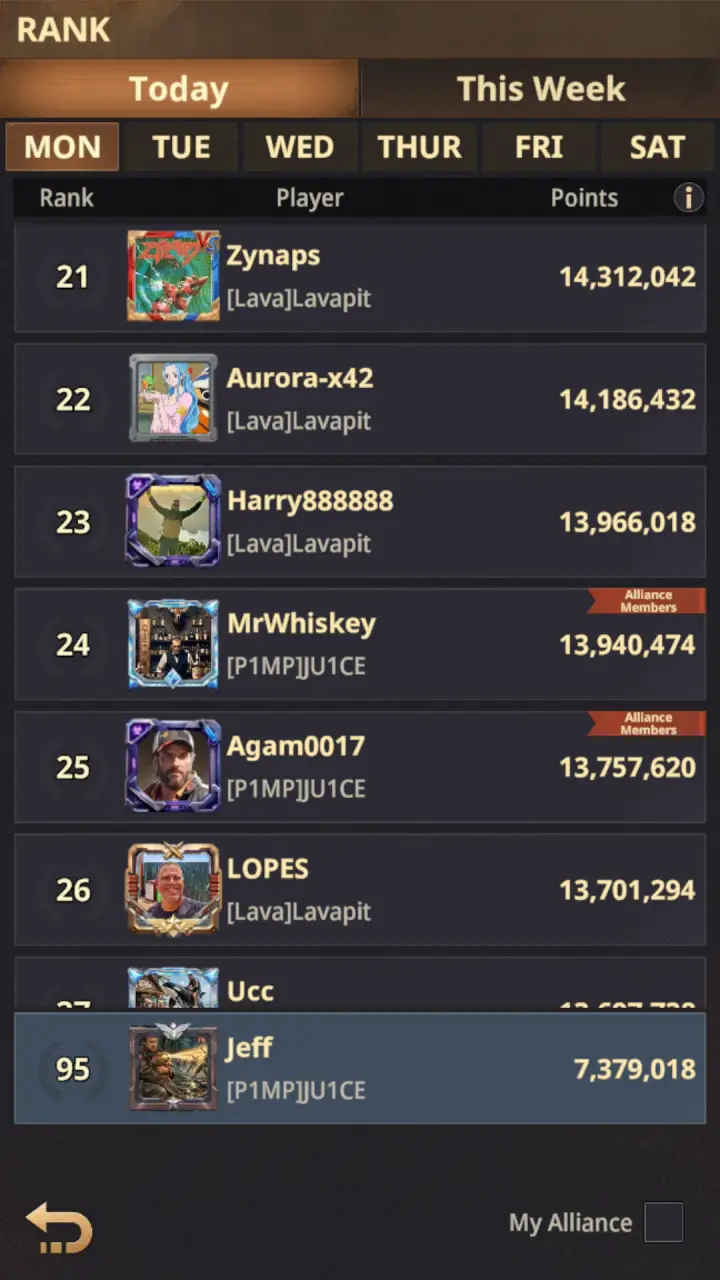 RANK
Today
This Week
MON
TUE
WED
THUR
FRI
SAT
Rank
Player
Points
21
Zynaps
[Lava]Lavapit
14,312,042
22
Aurora-x42
[Lava]Lavapit
14,186,432
23
Harry888888
[Lava]Lavapit
13,966,018
Alliance
Members
24
MrWhiskey
[P1MP]JU1CE
13,940,474
Alliance
Members
25
Agam0017
[P1MP]JU1CE
13,757,620
26
LOPES
[Lava]Lavapit
13,701,294
Ucc
95
Jeff
[P1MP]JU1CE
7,379,018
My Alliance